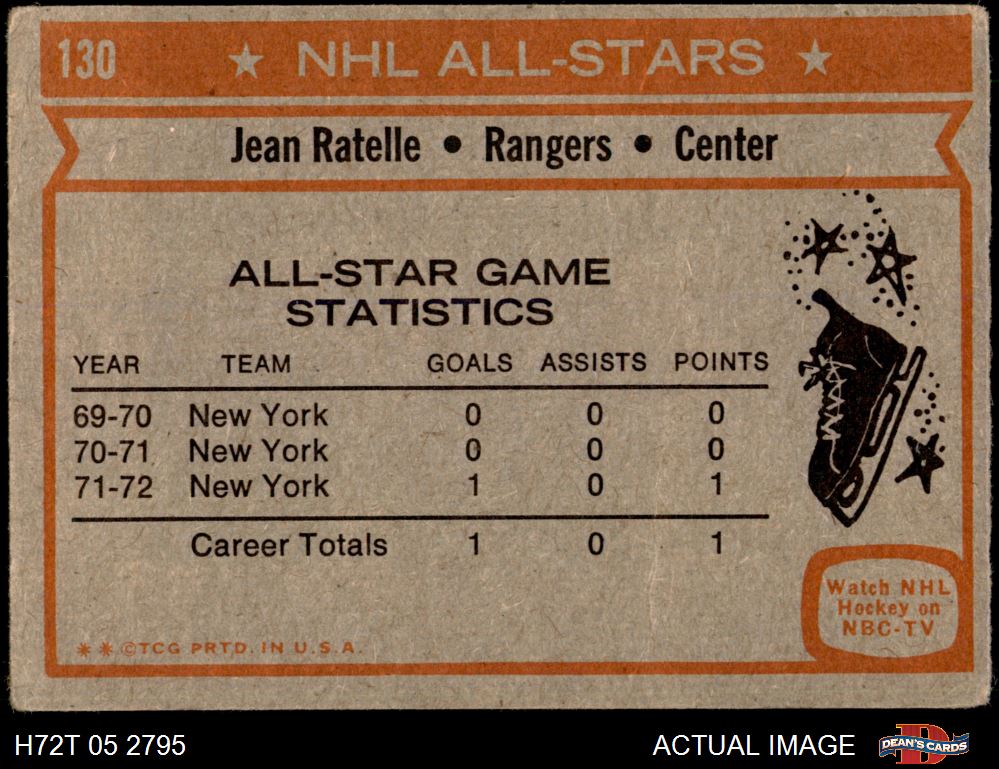 130 ★ NHL ALL-STARS ★
Jean Ratelle • Rangers • Center
ALL-STAR GAME
STATISTICS
YEAR TEAM GOALS ASSISTS POINTS
69-70 New York 0 0 0
70-71 New York 0 0 0
71-72 New York 1 0 1
Career Totals 1 0 1
Watch NHL
Hockey on
NBC-TV
* * ©TCG PRTD. IN U.S.A.
H72T 05 2795 ACTUAL IMAGE D DEAN'S CARDS